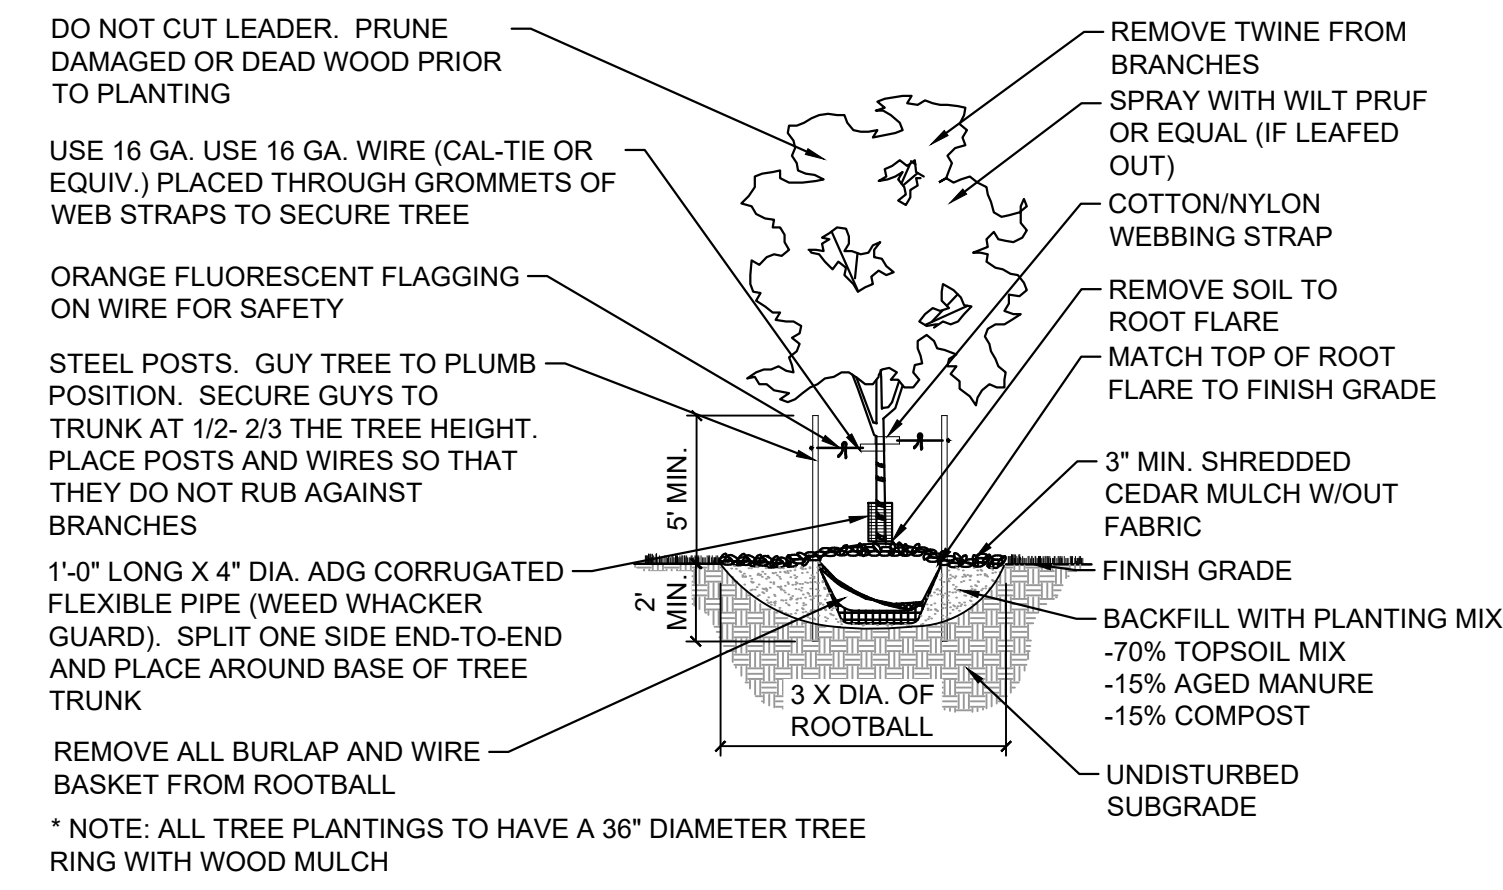 DO NOT CUT LEADER. PRUNE
DAMAGED OR DEAD WOOD PRIOR
TO PLANTING
USE 16 GA. USE 16 GA. WIRE (CAL-TIE OR
EQUIV.) PLACED THROUGH GROMMETS OF
WEB STRAPS TO SECURE TREE
ORANGE FLUORESCENT FLAGGING
ON WIRE FOR SAFETY
STEEL POSTS. GUY TREE TO PLUMB
POSITION. SECURE GUYS TO
TRUNK AT 1/2- 2/3 THE TREE HEIGHT.
PLACE POSTS AND WIRES SO THAT
THEY DO NOT RUB AGAINST
BRANCHES
1'-0" LONG X 4" DIA. ADG CORRUGATED
FLEXIBLE PIPE (WEED WHACKER
GUARD). SPLIT ONE SIDE END-TO-END
AND PLACE AROUND BASE OF TREE
TRUNK
REMOVE ALL BURLAP AND WIRE
BASKET FROM ROOTBALL
* NOTE: ALL TREE PLANTINGS TO HAVE A 36" DIAMETER TREE
RING WITH WOOD MULCH
5' MIN.
2'
MIN.
3 X DIA. OF
ROOTBALL
REMOVE TWINE FROM
BRANCHES
SPRAY WITH WILT PRUF
OR EQUAL (IF LEAFED
OUT)
COTTON/NYLON
WEBBING STRAP
REMOVE SOIL TO
ROOT FLARE
MATCH TOP OF ROOT
FLARE TO FINISH GRADE
3" MIN. SHREDDED
CEDAR MULCH W/OUT
FABRIC
FINISH GRADE
BACKFILL WITH PLANTING MIX
-70% TOPSOIL MIX
-15% AGED MANURE
-15% COMPOST
UNDISTURBED
SUBGRADE